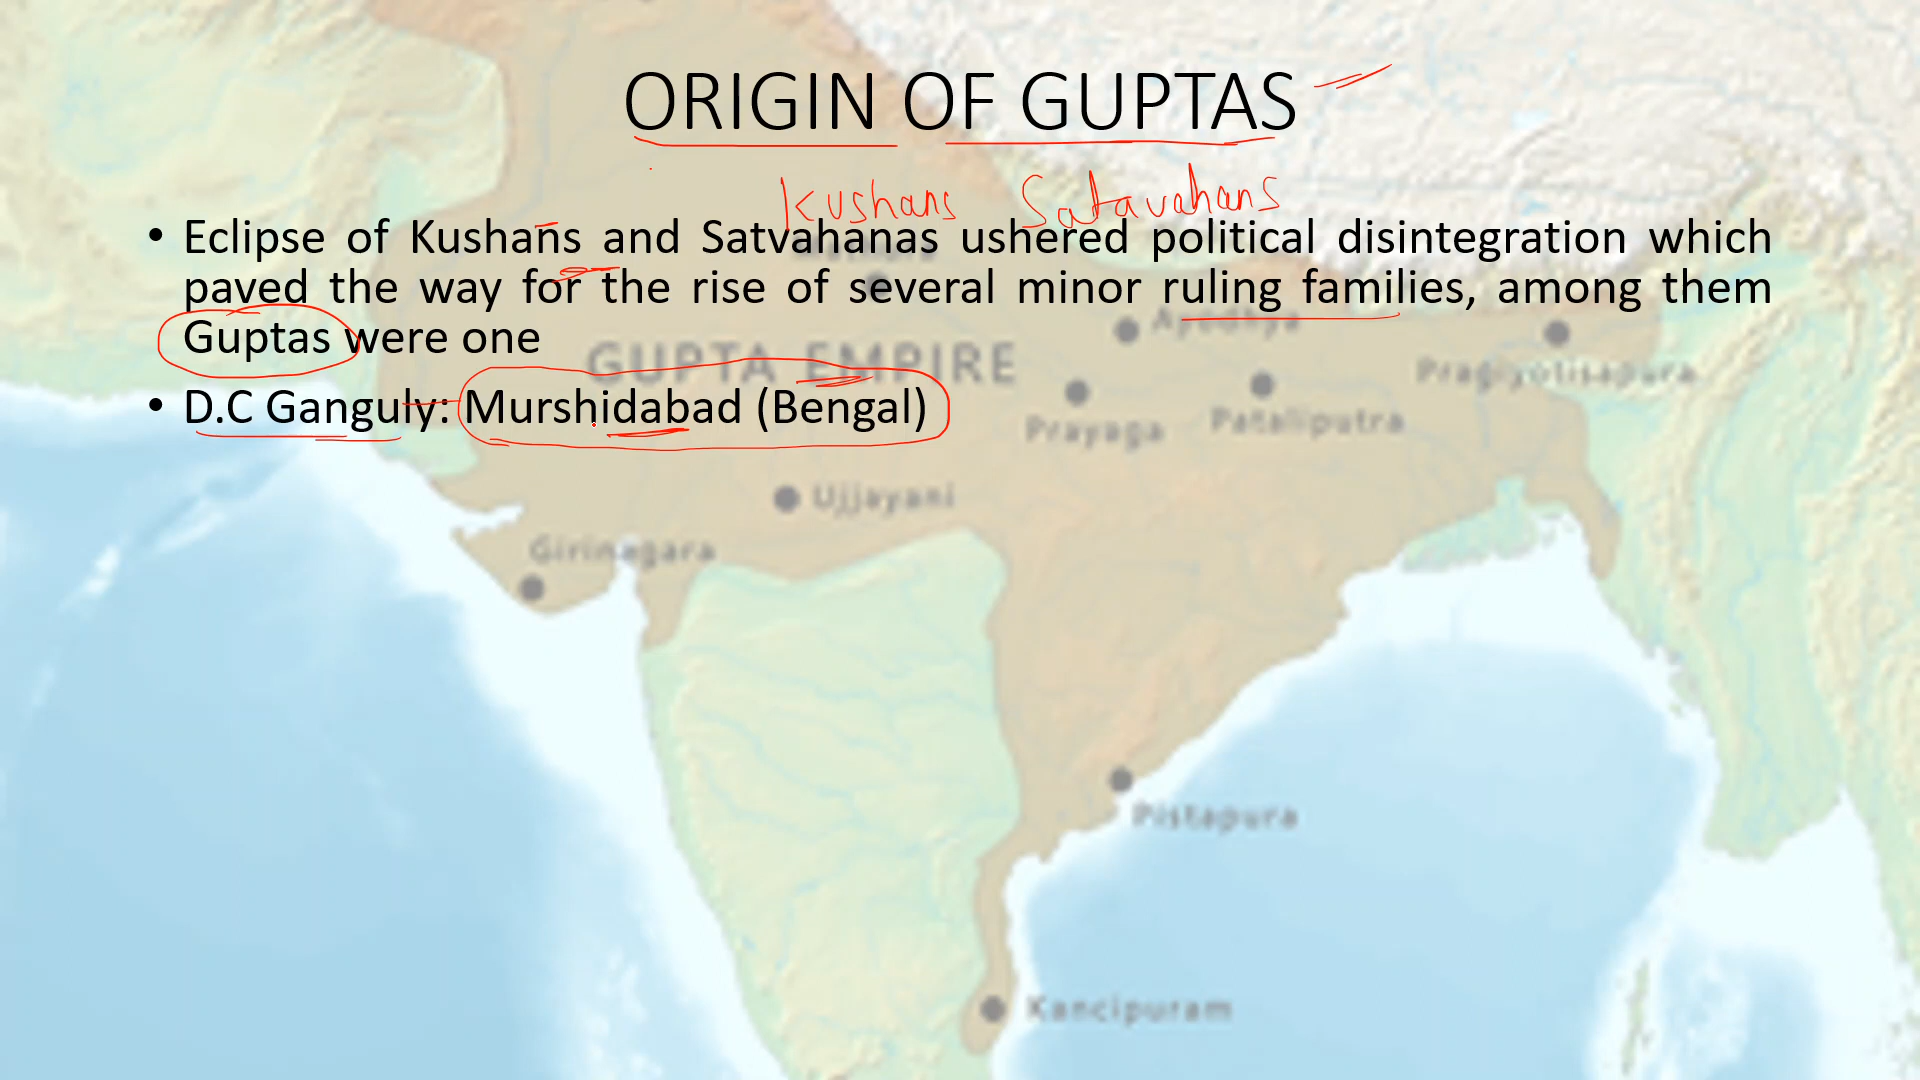 ORIGIN OF GUPTAS
Kushans Satavahans
• Eclipse of Kushans and Satvahanas ushered political disintegration which
paved the way for the rise of several minor ruling families, among them
Guptas were one
• D.C Ganguly: Murshidabad (Bengal)
GUPTA EMPIRE
Ayodhya
Pragiyotisapura
Prayaga
Pataliputra
Ujjayani
Girinagara
Pistapura
Kancipuram